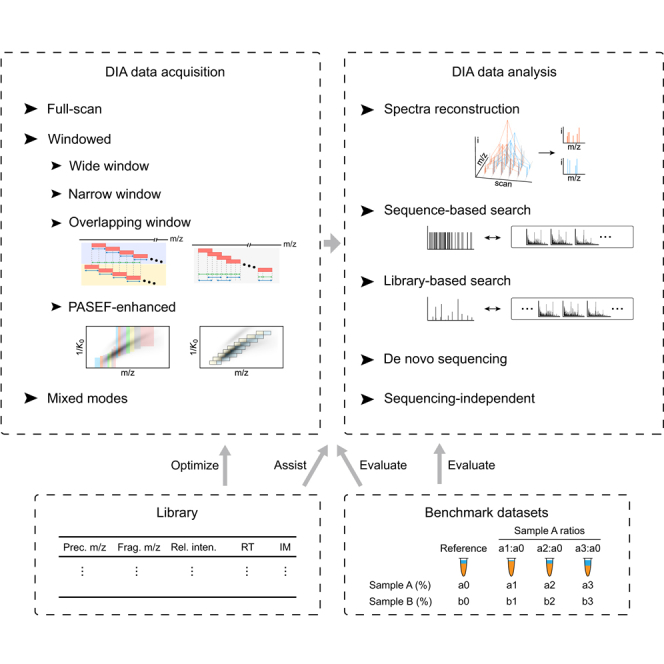 DIA data acquisition
Full-scan
Windowed
Wide window
Narrow window
Overlapping window
m/z
m/z
PASEF-enhanced
1/K0
m/z
1/K0
m/z
Mixed modes
DIA data analysis
Spectra reconstruction
i
m/z
scan
i
m/z
i
m/z
Sequence-based search
Library-based search
De novo sequencing
Sequencing-independent
Optimize
Assist
Evaluate
Evaluate
Library
Prec. m/z Frag. m/z Rel. inten. RT IM
Benchmark datasets
Sample A ratios
Reference a1:a0 a2:a0 a3:a0
Sample A (%) a0 a1 a2 a3
Sample B (%) b0 b1 b2 b3